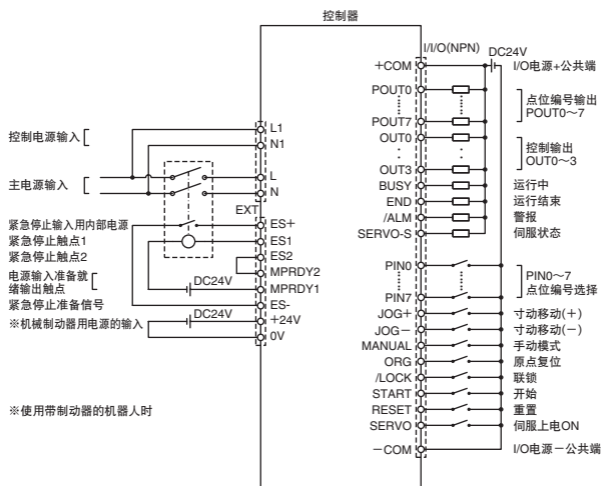 控制器
I/I/O(NPN)
DC24V
+COM
I/O电源+公共端
POUT0
POUT7
点位编号输出
POUT0～7
OUT0
OUT3
控制输出
OUT0～3
BUSY
运行中
END
运行结束
/ALM
警报
SERVO-S
伺服状态
PIN0
PIN7
PIN0～7
点位编号选择
JOG+
寸动移动(+)
JOG-
寸动移动(-)
MANUAL
手动模式
ORG
原点复位
/LOCK
联锁
START
开始
RESET
重置
SERVO
伺服上电ON
-COM
I/O电源-公共端
控制电源输入
L1
N1
主电源输入
L
N
EXT
紧急停止输入用内部电源
ES+
紧急停止触点1
ES1
紧急停止触点2
ES2
MPRDY2
电源输入准备就
绪输出触点
DC24V
MPRDY1
紧急停止准备信号
ES-
※机械制动器用电源的输入
DC24V
+24V
0V
※使用带制动器的机器人时